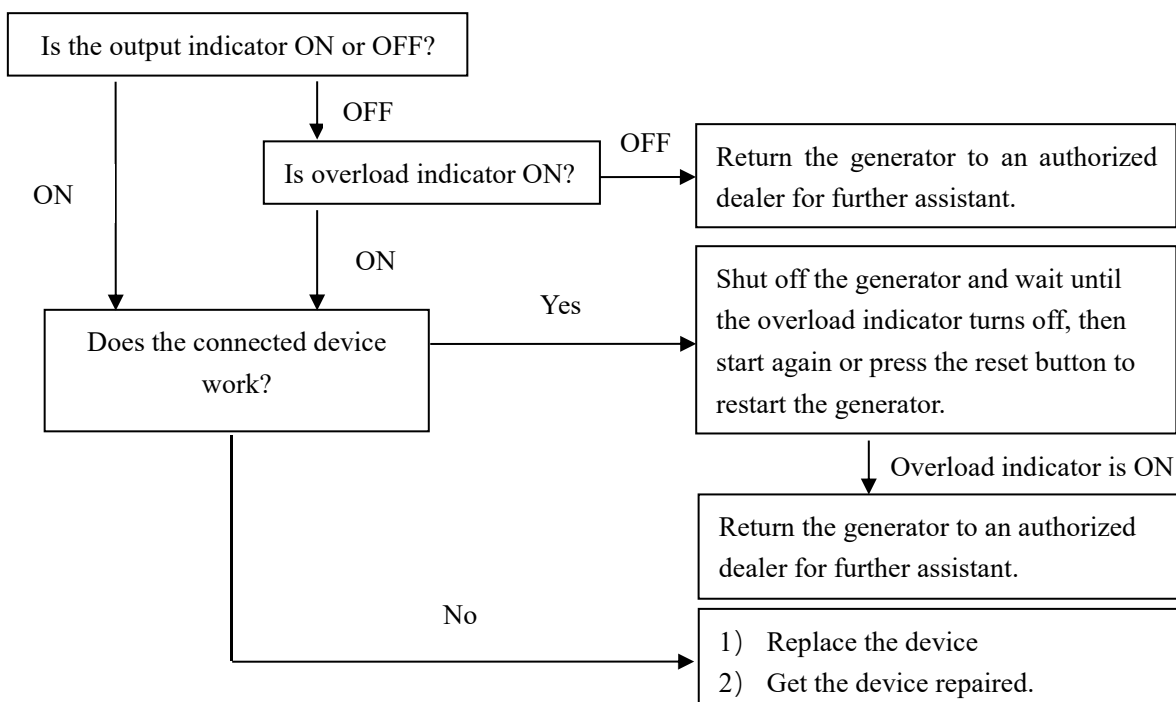 Is the output indicator ON or OFF?
OFF
ON
Is overload indicator ON?
OFF
Return the generator to an authorized
dealer for further assistant.
ON
Does the connected device
work?
Yes
Shut off the generator and wait until
the overload indicator turns off, then
start again or press the reset button to
restart the generator.
Overload indicator is ON
Return the generator to an authorized
dealer for further assistant.
No
1） Replace the device
2） Get the device repaired.